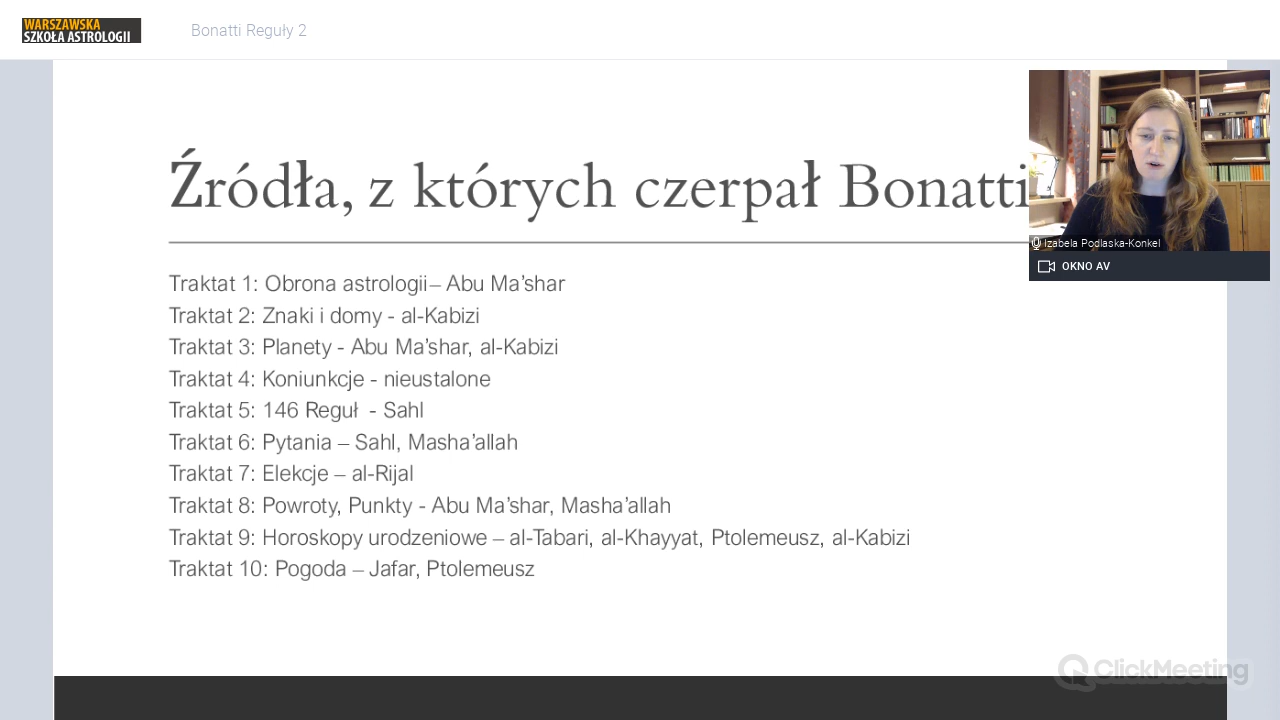 WARSZAWSKA
SZKOŁA ASTROLOGII
Bonatti Reguły 2
Źródła, z których czerpał Bonatti
Izabela Podlaska-Konkel
OKNO AV
Traktat 1: Obrona astrologii– Abu Ma’shar
Traktat 2: Znaki i domy - al-Kabizi
Traktat 3: Planety - Abu Ma’shar, al-Kabizi
Traktat 4: Koniunkcje - nieustalone
Traktat 5: 146 Reguł  - Sahl
Traktat 6: Pytania – Sahl, Masha’allah
Traktat 7: Elekcje – al-Rijal
Traktat 8: Powroty, Punkty - Abu Ma’shar, Masha’allah
Traktat 9: Horoskopy urodzeniowe – al-Tabari, al-Khayyat, Ptolemeusz, al-Kabizi
Traktat 10: Pogoda – Jafar, Ptolemeusz
ClickMeeting